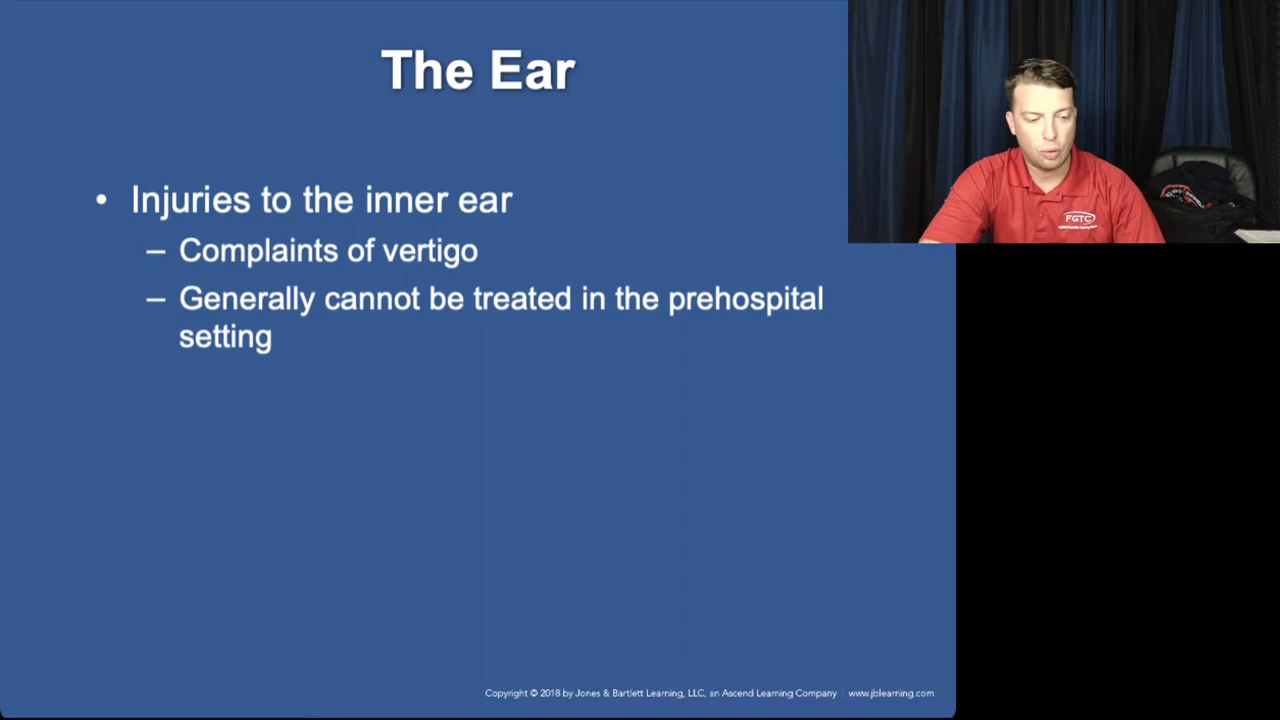 The Ear
• Injuries to the inner ear
– Complaints of vertigo
– Generally cannot be treated in the prehospital
setting
FGTC
Copyright © 2018 by Jones & Bartlett Learning, LLC, an Ascend Learning Company | www.jblearning.com